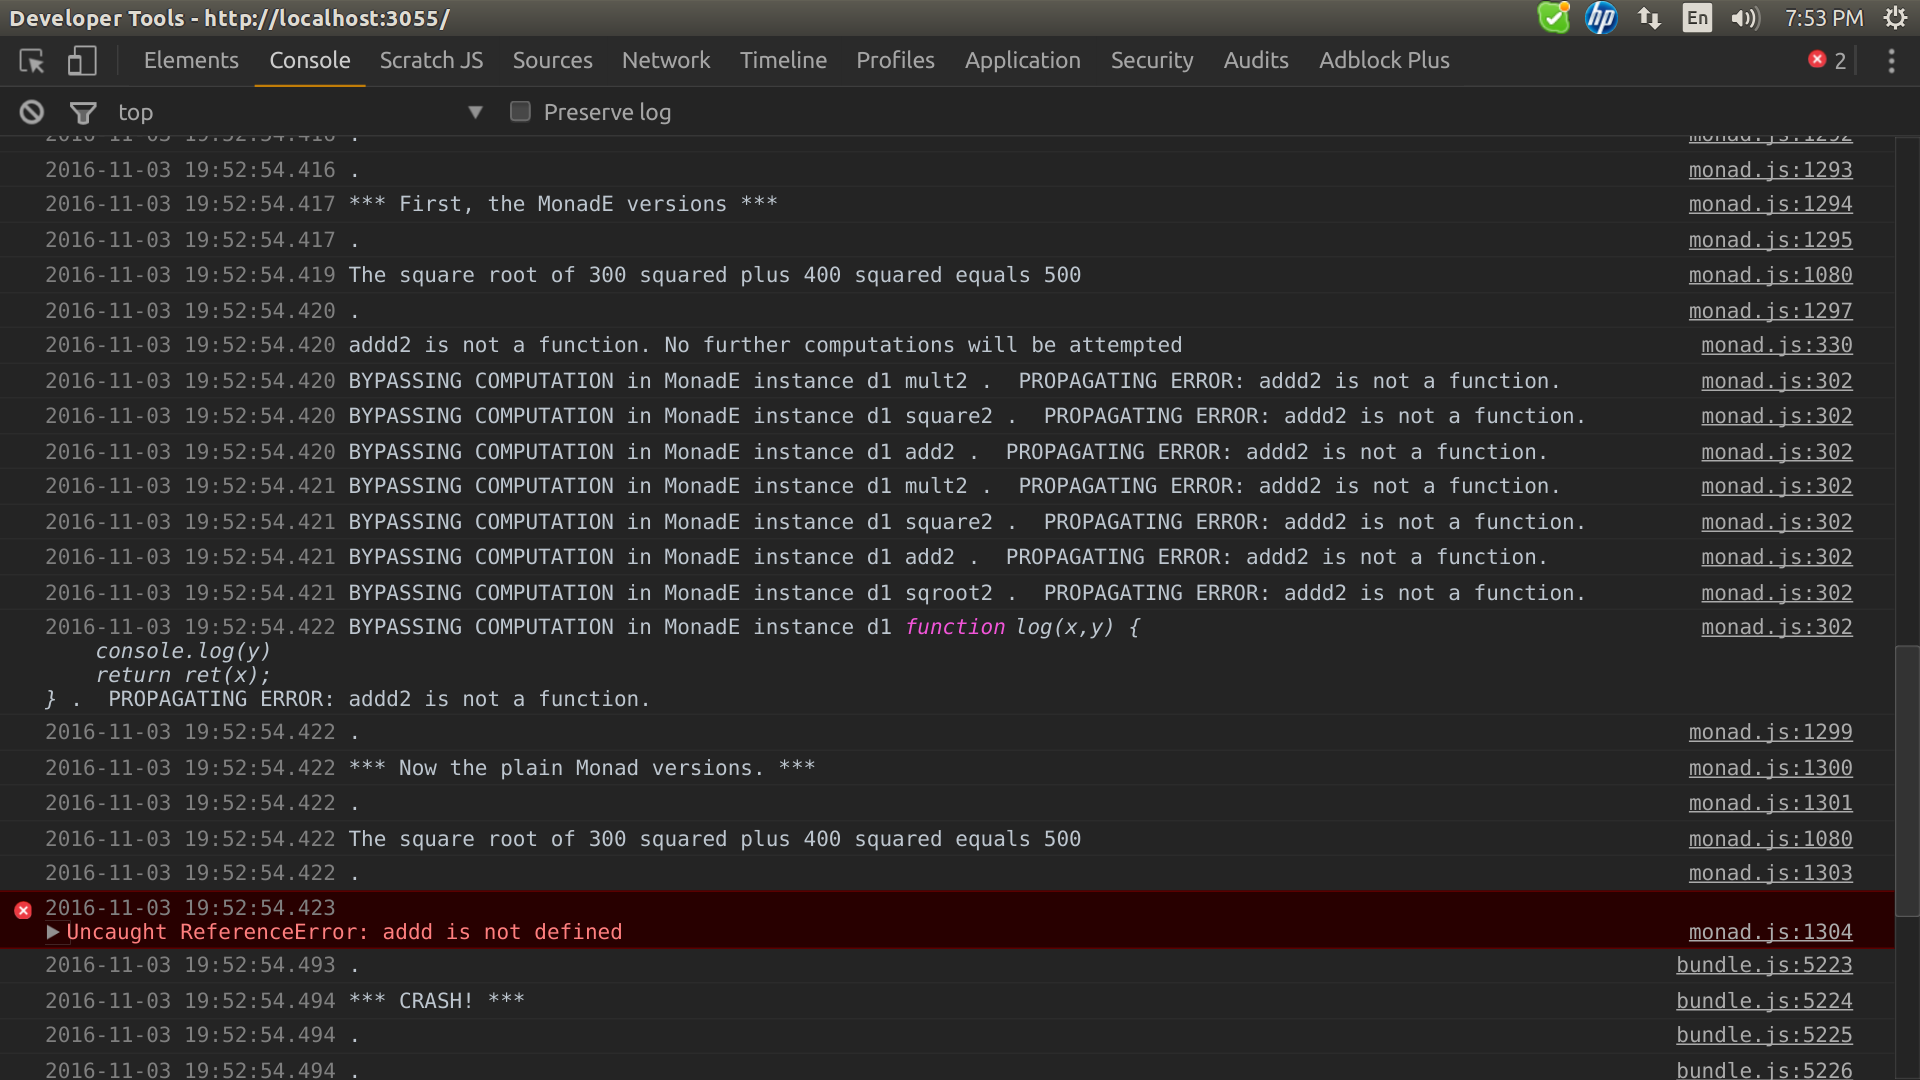 Developer Tools - http://localhost:3055/
hp
En
7:53 PM
Elements Console Scratch JS Sources Network Timeline Profiles Application Security Audits Adblock Plus
2
top
Preserve log
2016-11-03 19:52:54.416 . monad.js:1292
2016-11-03 19:52:54.416 . monad.js:1293
2016-11-03 19:52:54.417 *** First, the MonadE versions *** monad.js:1294
2016-11-03 19:52:54.417 . monad.js:1295
2016-11-03 19:52:54.419 The square root of 300 squared plus 400 squared equals 500 monad.js:1080
2016-11-03 19:52:54.420 . monad.js:1297
2016-11-03 19:52:54.420 addd2 is not a function. No further computations will be attempted monad.js:330
2016-11-03 19:52:54.420 BYPASSING COMPUTATION in MonadE instance d1 mult2 .  PROPAGATING ERROR: addd2 is not a function. monad.js:302
2016-11-03 19:52:54.420 BYPASSING COMPUTATION in MonadE instance d1 square2 .  PROPAGATING ERROR: addd2 is not a function. monad.js:302
2016-11-03 19:52:54.420 BYPASSING COMPUTATION in MonadE instance d1 add2 .  PROPAGATING ERROR: addd2 is not a function. monad.js:302
2016-11-03 19:52:54.421 BYPASSING COMPUTATION in MonadE instance d1 mult2 .  PROPAGATING ERROR: addd2 is not a function. monad.js:302
2016-11-03 19:52:54.421 BYPASSING COMPUTATION in MonadE instance d1 square2 .  PROPAGATING ERROR: addd2 is not a function. monad.js:302
2016-11-03 19:52:54.421 BYPASSING COMPUTATION in MonadE instance d1 add2 .  PROPAGATING ERROR: addd2 is not a function. monad.js:302
2016-11-03 19:52:54.421 BYPASSING COMPUTATION in MonadE instance d1 sqroot2 .  PROPAGATING ERROR: addd2 is not a function. monad.js:302
2016-11-03 19:52:54.422 BYPASSING COMPUTATION in MonadE instance d1 function log(x,y) { monad.js:302
console.log(y)
return ret(x);
} .  PROPAGATING ERROR: addd2 is not a function.
2016-11-03 19:52:54.422 . monad.js:1299
2016-11-03 19:52:54.422 *** Now the plain Monad versions. *** monad.js:1300
2016-11-03 19:52:54.422 . monad.js:1301
2016-11-03 19:52:54.422 The square root of 300 squared plus 400 squared equals 500 monad.js:1080
2016-11-03 19:52:54.422 . monad.js:1303
2016-11-03 19:52:54.423
Uncaught ReferenceError: addd is not defined monad.js:1304
2016-11-03 19:52:54.493 . bundle.js:5223
2016-11-03 19:52:54.494 *** CRASH! *** bundle.js:5224
2016-11-03 19:52:54.494 . bundle.js:5225
2016-11-03 19:52:54.494 . bundle.js:5226